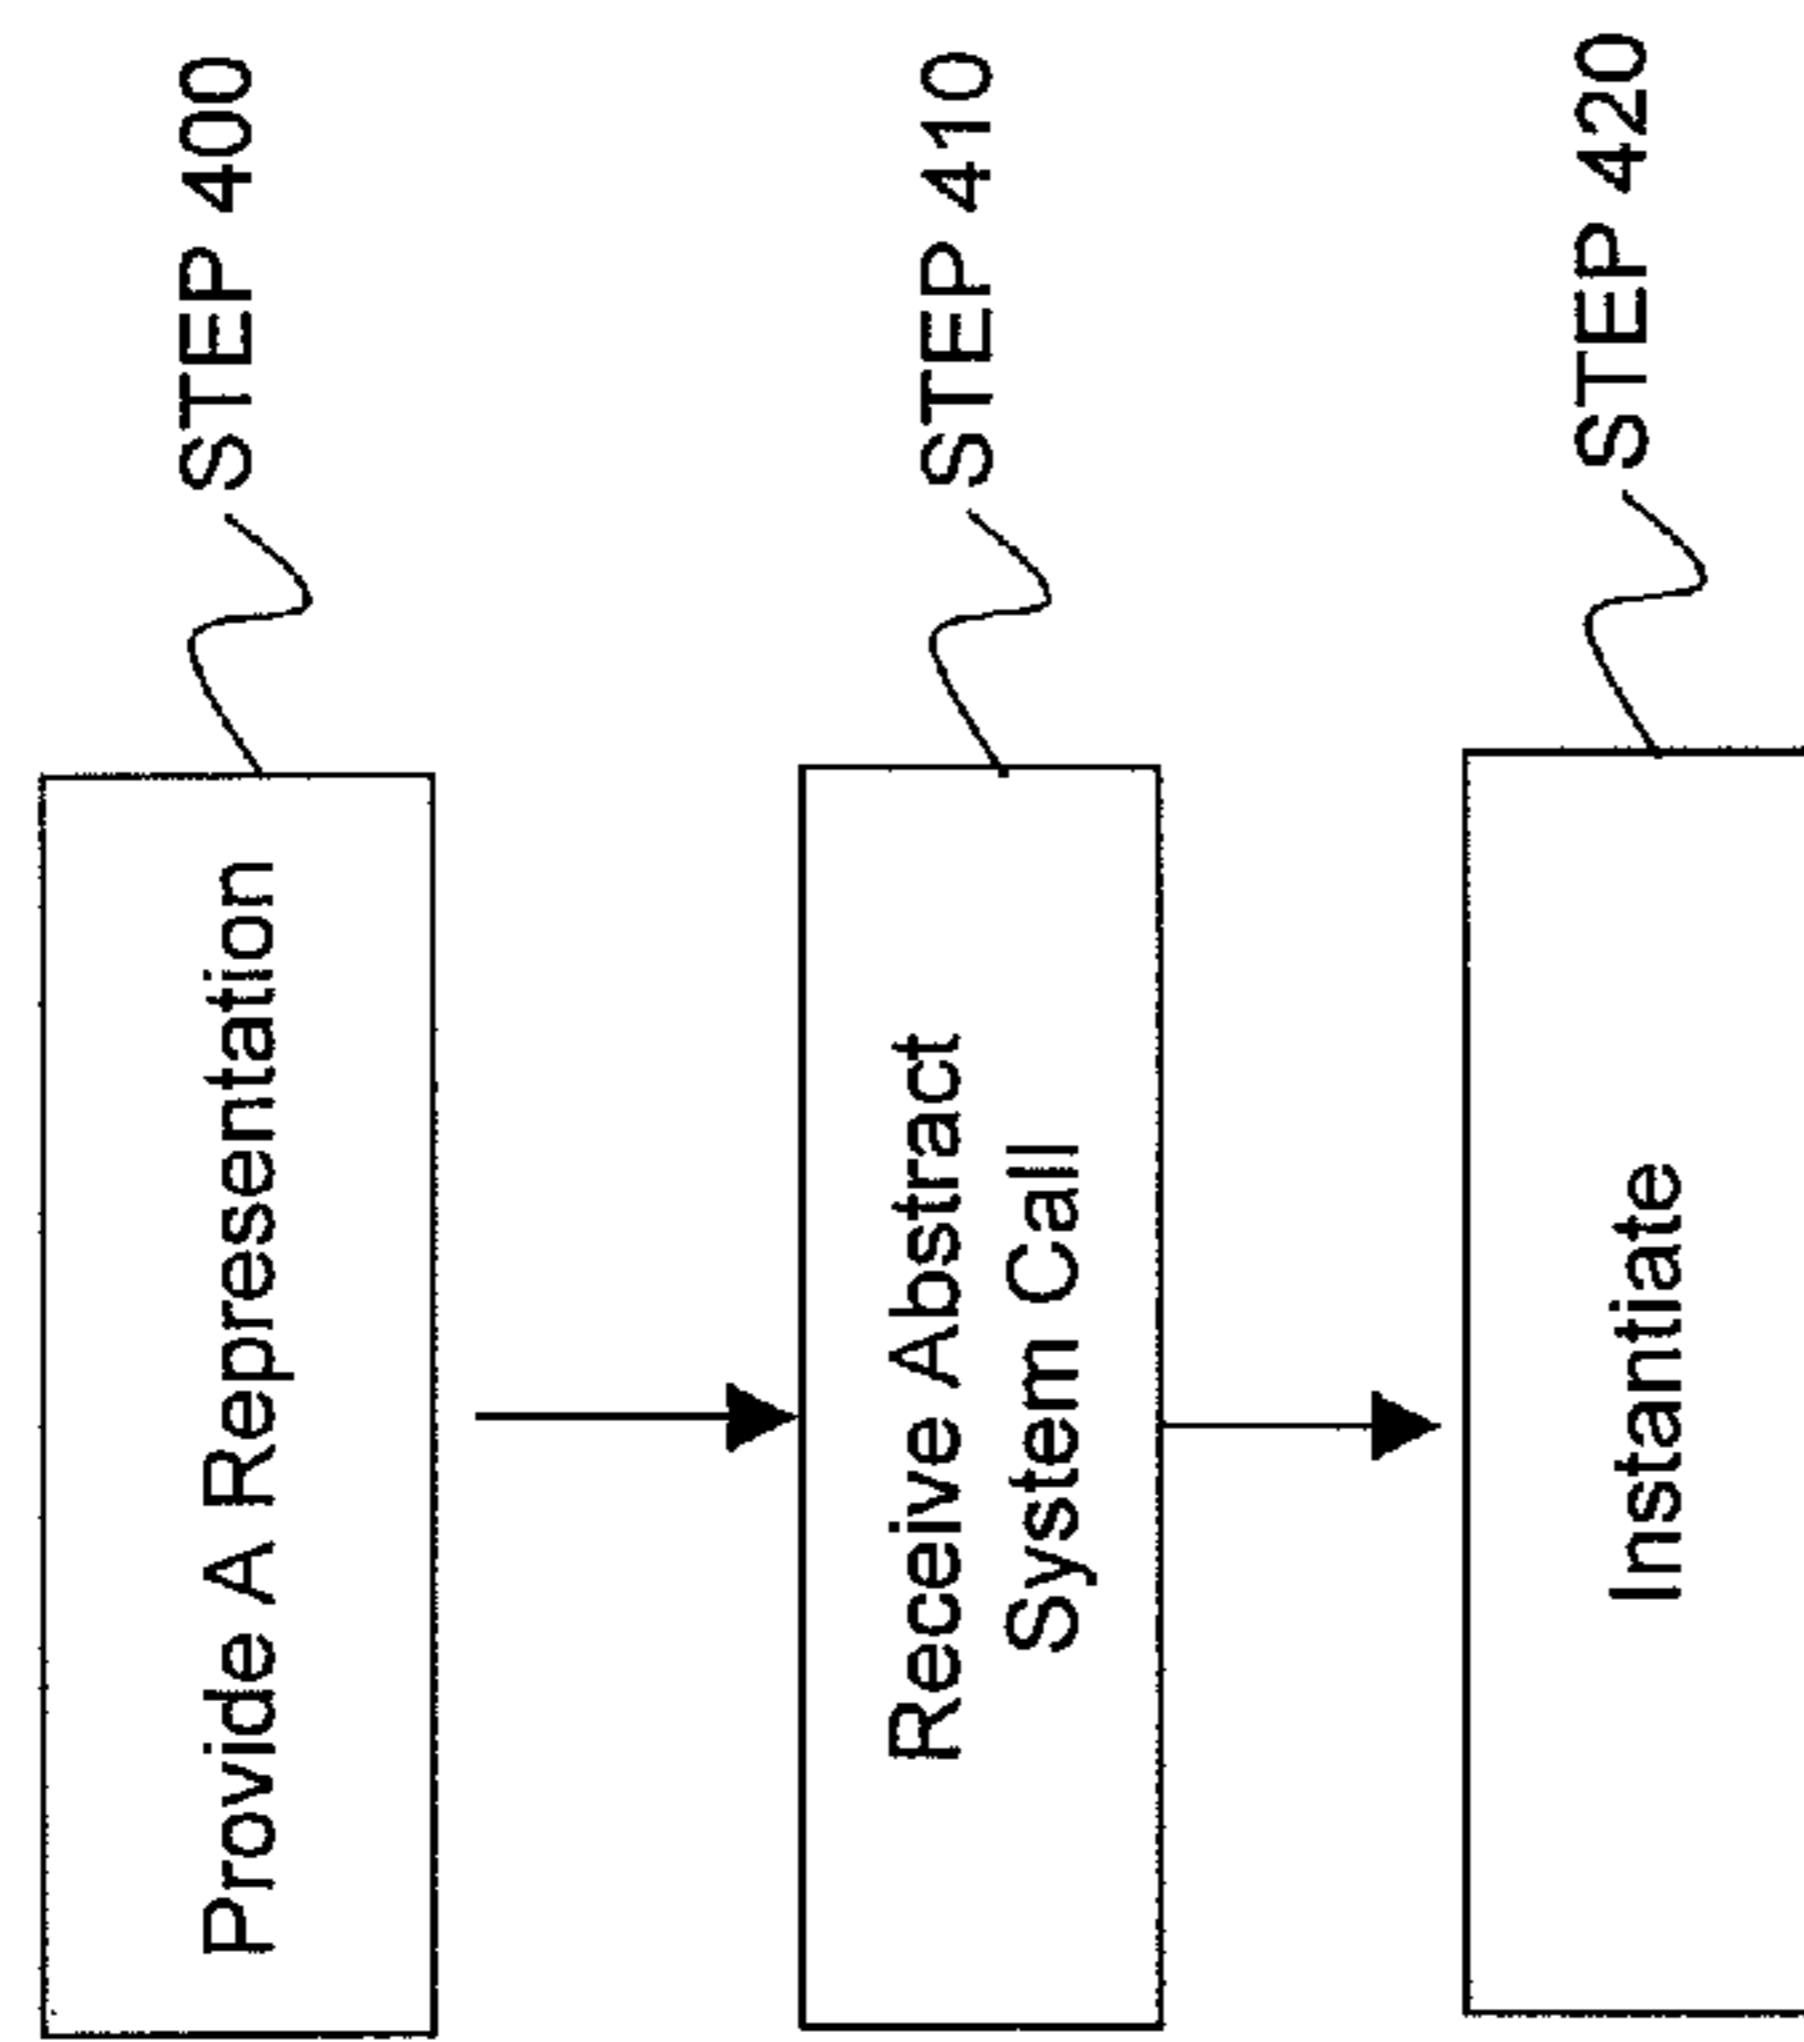 Provide A Representation
STEP 400
Receive Abstract
System Call
STEP 410
Instantiate
STEP 420